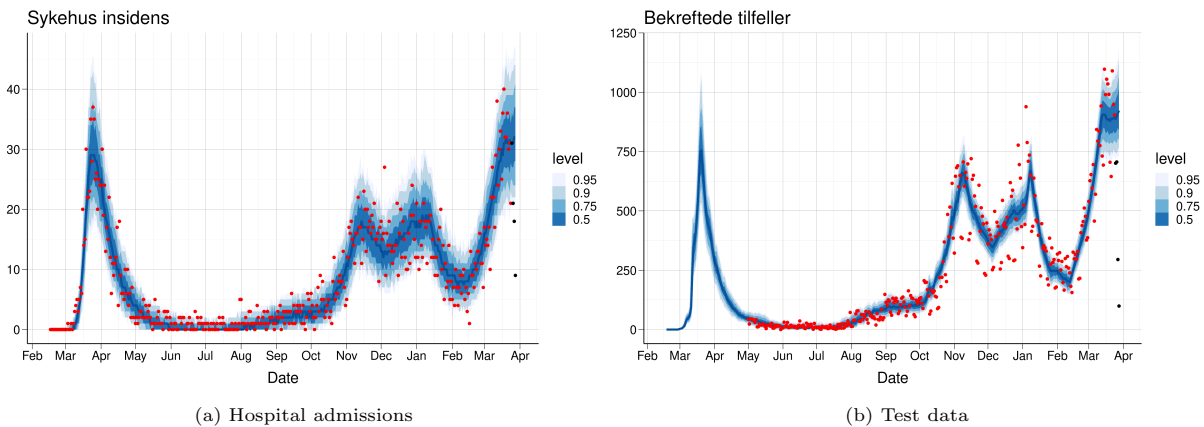 Sykehus insidens
40
30
20
10
0
Feb Mar Apr May Jun Jul Aug Sep Oct Nov Dec Jan Feb Mar Apr
Date
level
0.95
0.9
0.75
0.5
(a) Hospital admissions
Bekreftede tilfeller
1250
1000
750
500
250
0
Feb Mar Apr May Jun Jul Aug Sep Oct Nov Dec Jan Feb Mar Apr
Date
level
0.95
0.9
0.75
0.5
(b) Test data